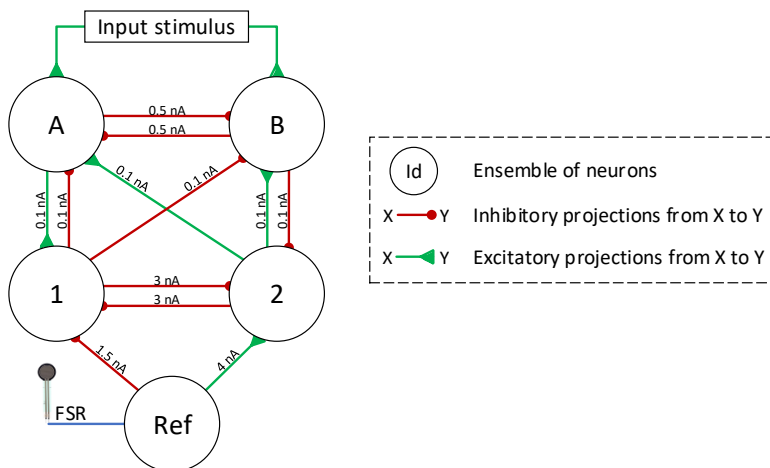 Input stimulus
A
0.5 nA
0.5 nA
B
0.1 nA
0.1 nA
0.1 nA
0.1 nA
0.1 nA
0.1 nA
1
3 nA
3 nA
2
1.5 nA
4 nA
FSR
Ref
Id Ensemble of neurons
X Y Inhibitory projections from X to Y
X Y Excitatory projections from X to Y